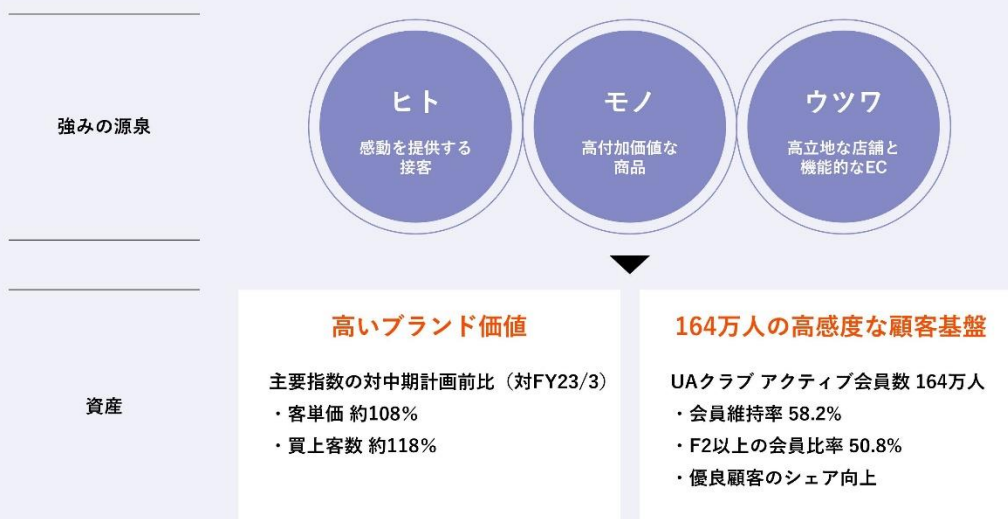 強みの源泉
ヒト
感動を提供する
接客
モノ
高付加価値な
商品
ウツワ
高立地な店舗と
機能的なEC
資産
高いブランド価値
主要指数の対中期計画前比（対FY23/3）
・客単価 約108%
・買上客数 約118%
164万人の高感度な顧客基盤
UAクラブ アクティブ会員数 164万人
・会員維持率 58.2%
・F2以上の会員比率 50.8%
・優良顧客のシェア向上